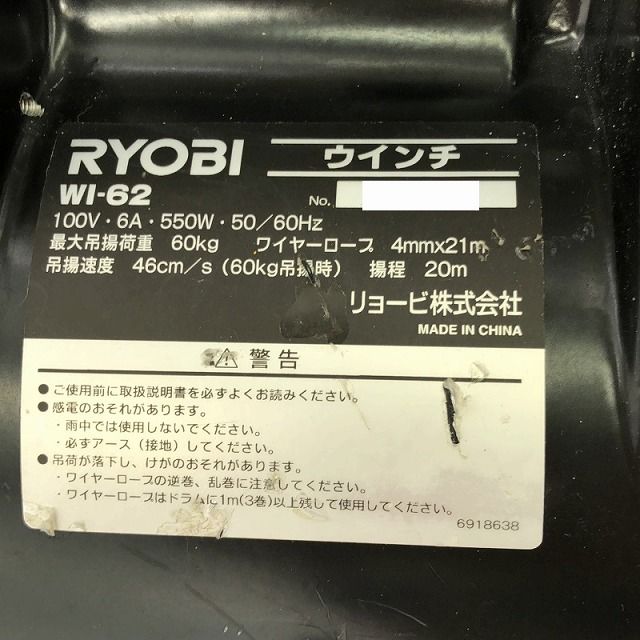 RYOBI ウインチ
WI-62 No.
100V・6A・550W・50/60Hz
最大吊揚荷重 60kg ワイヤーロープ 4mmx21m
吊揚速度 46cm/s (60kg吊揚時) 揚程 20m
リョービ株式会社
MADE IN CHINA
警告
●ご使用前に取扱説明書を必ずよくお読みください。
●感電のおそれがあります。
・雨中では使用しないでください。
・必ずアース(接地)してください。
●吊荷が落下し、けがのおそれがあります。
・ワイヤーロープの逆巻、乱巻に注意してください。
・ワイヤーロープはドラムに1m(3巻)以上残して使用してください。
6918638